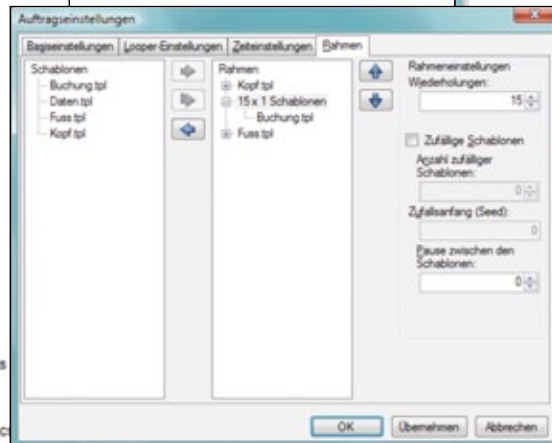 Auftragseinstellungen
Basiseinstellungen Looper-Einstellungen Zeiteinstellungen Rahmen
Schablonen
Buchung.tpl
Daten.tpl
Fuss.tpl
Kopf.tpl
Rahmen
Kopf.tpl
15 x 1 Schablonen
Buchung.tpl
Fuss.tpl
Rahmeneinstellungen
Wiederholungen:
15
Zufällige Schablonen
Anzahl zufälliger
Schablonen:
0
Zufallsanfang (Seed):
0
Pause zwischen den
Schablonen:
0
OK Übernehmen Abbrechen